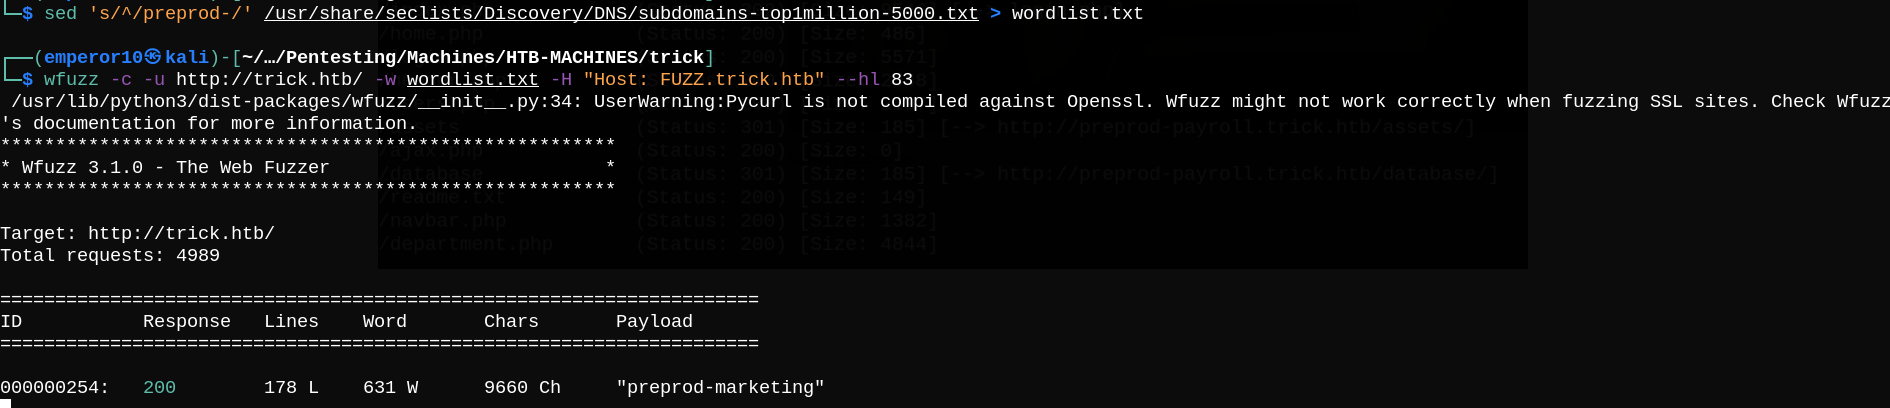 └─$ sed 's/^/preprod-/' /usr/share/seclists/Discovery/DNS/subdomains-top1million-5000.txt > wordlist.txt
┌──(emperor10㉿kali)-[~/…/Pentesting/Machines/HTB-MACHINES/trick]
└─$ wfuzz -c -u http://trick.htb/ -w wordlist.txt -H "Host: FUZZ.trick.htb" --hl 83
/usr/lib/python3/dist-packages/wfuzz/__init__.py:34: UserWarning:Pycurl is not compiled against Openssl. Wfuzz might not work correctly when fuzzing SSL sites. Check Wfuzz
's documentation for more information.
********************************************************
* Wfuzz 3.1.0 - The Web Fuzzer                         *
********************************************************
Target: http://trick.htb/
Total requests: 4989
=====================================================================
ID           Response   Lines    Word       Chars       Payload
=====================================================================
000000254:   200        178 L    631 W      9660 Ch     "preprod-marketing"
/home.php (Status: 200) [Size: 486]
200) [Size: 5571]
(Status: 301) [Size: 185] [--> http://preprod-payroll.trick.htb/assets/]
/ajax.php (Status: 200) [Size: 0]
/database (Status: 301) [Size: 185] [--> http://preprod-payroll.trick.htb/database/]
/readme.txt (Status: 200) [Size: 149]
/navbar.php (Status: 200) [Size: 1382]
/department.php (Status: 200) [Size: 4844]